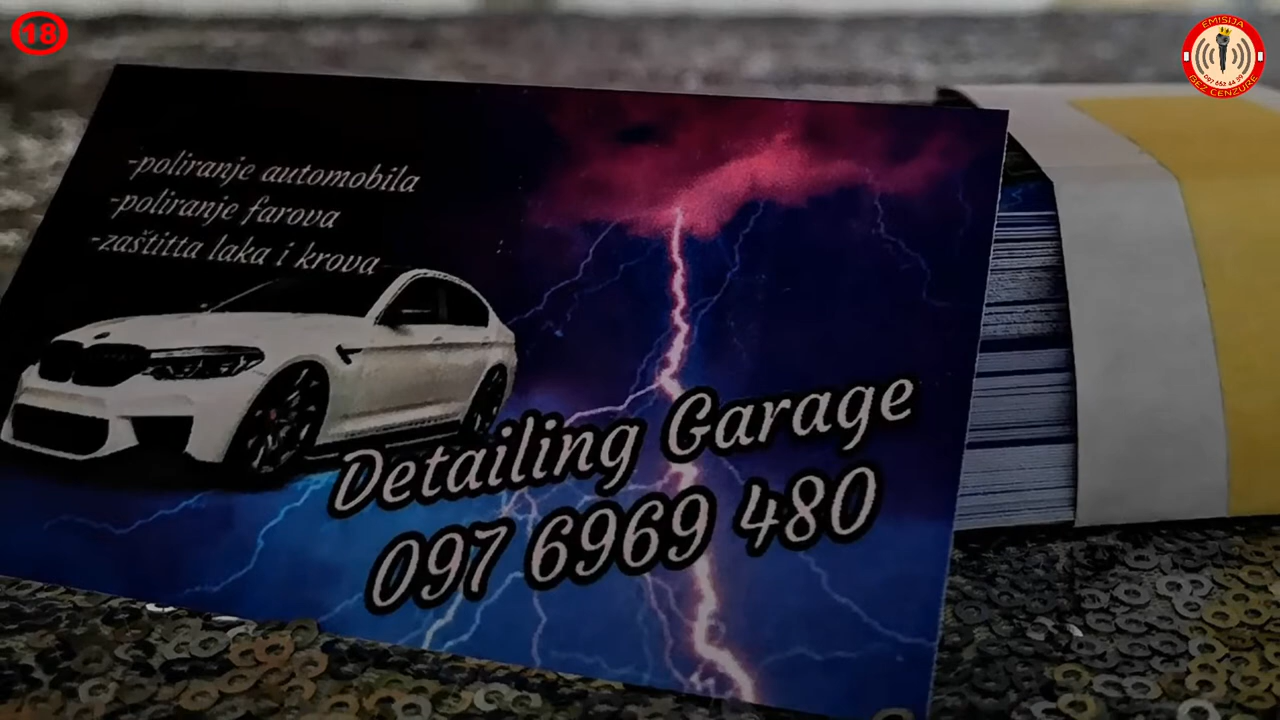 18
EMISIJA
BEZ CENZURE
-poliranje automobila
-poliranje farova
-zaštitta laka i krova
Detailing Garage
097 6969 480